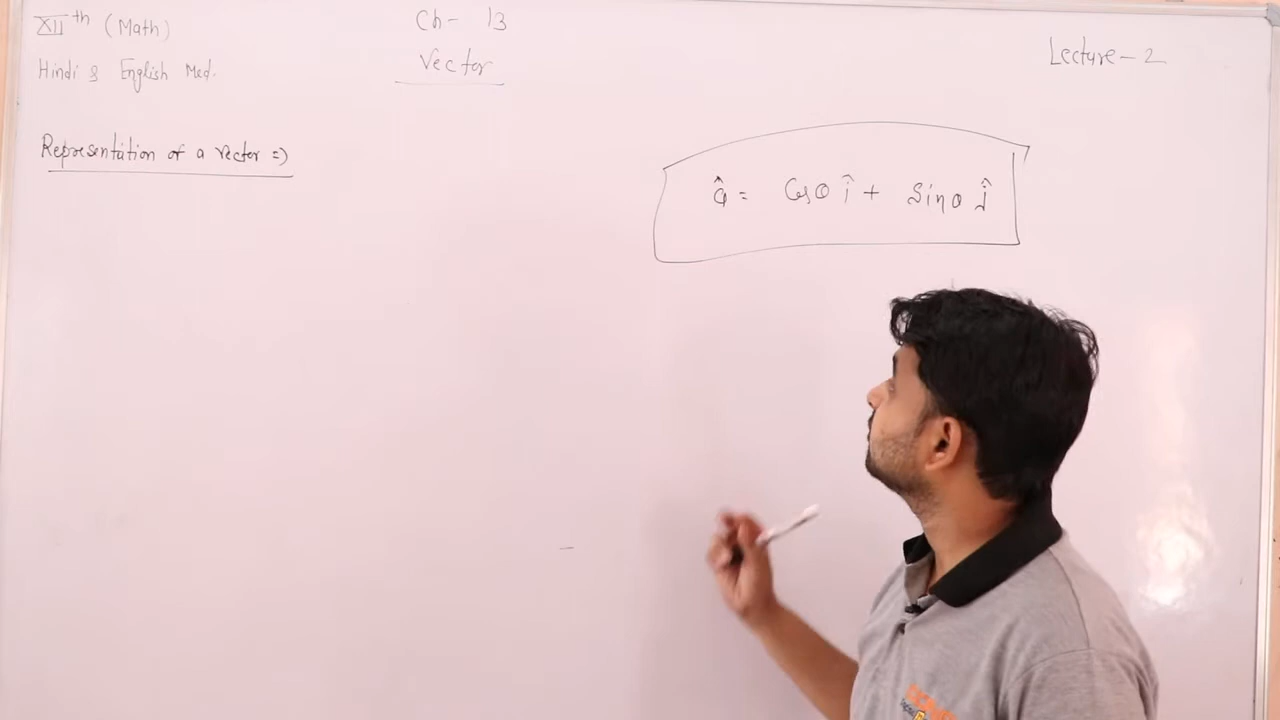 XIIth (Math)
Hindi & English Med.
Ch- 13
Vector
Lecture - 2
Representation of a vector =>
â = Cosθ î + Sinθ ĵ